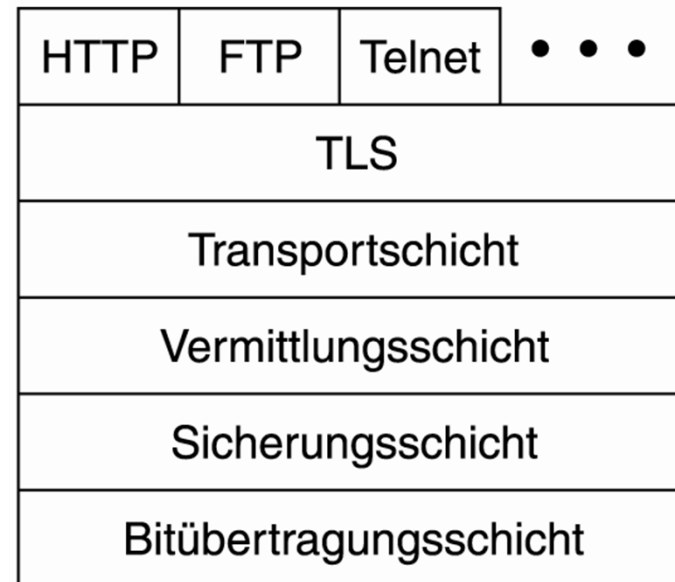 HTTP FTP Telnet • • •
TLS
Transportschicht
Vermittlungsschicht
Sicherungsschicht
Bitübertragungsschicht